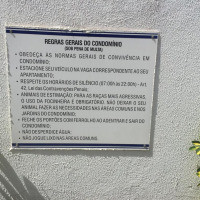 REGRAS GERAIS DO CONDOMÍNIO
(SOB PENA DE MULTA)
• OBEDEÇA ÀS NORMAS GERAIS DE CONVIVÊNCIA EM
CONDOMÍNIO;
• ESTACIONE SEU VEÍCULO NA VAGA CORRESPONDENTE AO SEU
APARTAMENTO;
• RESPEITE OS HORÁRIOS DE SILÊNCIO (07:00h às 22:00h) - Art.
42, Lei das Contravenções Penais;
• ANIMAIS DE ESTIMAÇÃO: PARA AS RAÇAS MAIS AGRESSIVAS,
O USO DA FOCINHEIRA É OBRIGATÓRIO. NÃO DEIXAR O SEU
ANIMAL FAZER AS NECESSIDADES NAS ÁREAS COMUNS E NOS
JARDINS DO CONDOMÍNIO;
• FECHE OS PORTÕES COM FERROLHO AO ADENTRAR E SAIR DO
CONDOMÍNIO;
• NÃO DESPERDICE ÁGUA;
• NÃO JOGUE LIXO NAS ÁREAS COMUNS.